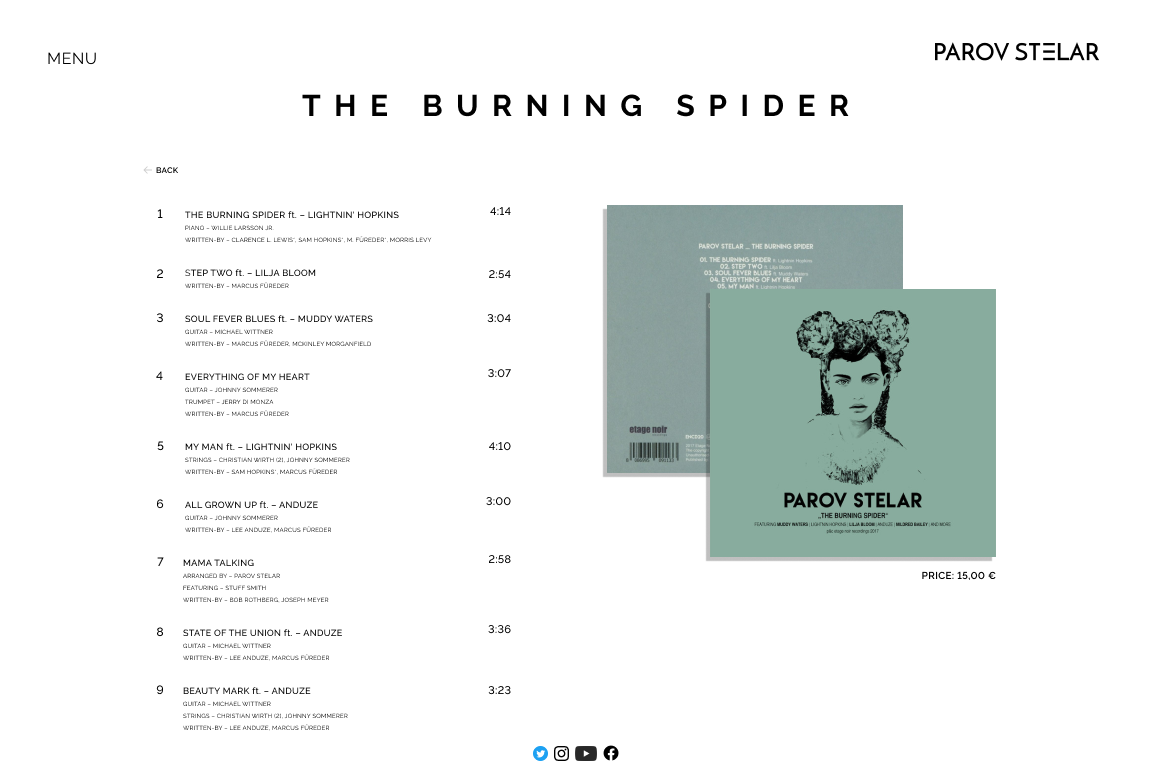 MENU
PAROV STELAR
THE BURNING SPIDER
BACK
1 THE BURNING SPIDER ft. – LIGHTNIN' HOPKINS 4:14
PIANO – WILLIE LARSSON JR.
WRITTEN-BY – CLARENCE L. LEWIS*, SAM HOPKINS*, M. FÜREDER*, MORRIS LEVY
2 STEP TWO ft. – LILJA BLOOM 2:54
WRITTEN-BY – MARCUS FÜREDER
3 SOUL FEVER BLUES ft. – MUDDY WATERS 3:04
GUITAR – MICHAEL WITTNER
WRITTEN-BY – MARCUS FÜREDER, MCKINLEY MORGANFIELD
4 EVERYTHING OF MY HEART 3:07
GUITAR – JOHNNY SOMMERER
TRUMPET – JERRY DI MONZA
WRITTEN-BY – MARCUS FÜREDER
5 MY MAN ft. – LIGHTNIN' HOPKINS 4:10
STRINGS – CHRISTIAN WIRTH (2), JOHNNY SOMMERER
WRITTEN-BY – SAM HOPKINS*, MARCUS FÜREDER
6 ALL GROWN UP ft. – ANDUZE 3:00
GUITAR – JOHNNY SOMMERER
WRITTEN-BY – LEE ANDUZE, MARCUS FÜREDER
7 MAMA TALKING 2:58
ARRANGED BY – PAROV STELAR
FEATURING – STUFF SMITH
WRITTEN-BY – BOB ROTHBERG, JOSEPH MEYER
8 STATE OF THE UNION ft. – ANDUZE 3:36
GUITAR – MICHAEL WITTNER
WRITTEN-BY – LEE ANDUZE, MARCUS FÜREDER
9 BEAUTY MARK ft. – ANDUZE 3:23
GUITAR – MICHAEL WITTNER
STRINGS – CHRISTIAN WIRTH (2), JOHNNY SOMMERER
WRITTEN-BY – LEE ANDUZE, MARCUS FÜREDER
PAROV STELAR _ THE BURNING SPIDER
01. THE BURNING SPIDER ft. Lightnin Hopkins
02. STEP TWO ft. Lilja Bloom
03. SOUL FEVER BLUES ft. Muddy Waters
04. EVERYTHING OF MY HEART
05. MY MAN ft. Lightnin Hopkins
etage noir
PAROV STELAR
„THE BURNING SPIDER"
FEATURING MUDDY WATERS | LIGHTNIN HOPKINS | LILJA BLOOM | ANDUZE | MILDRED BAILEY | AND MORE
p&c etage noir recordings 2017
PRICE: 15,00 €